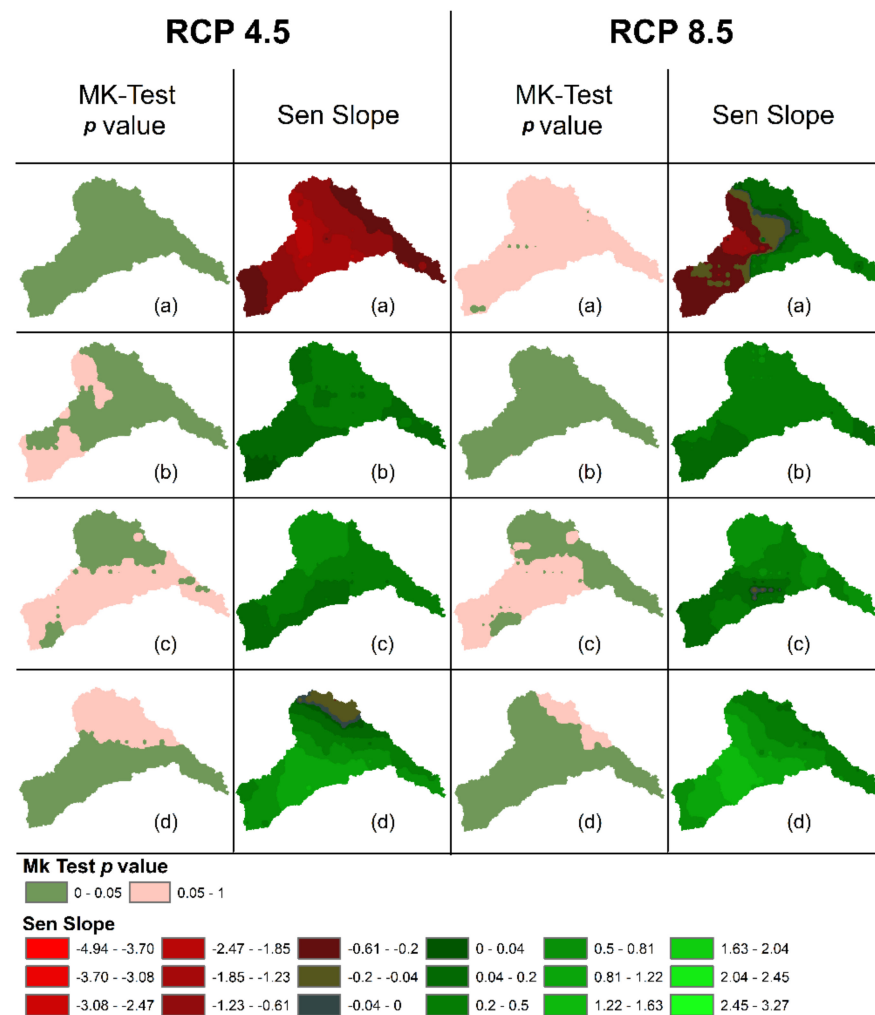 RCP 4.5 RCP 8.5
MK-Test p value Sen Slope MK-Test p value Sen Slope
(a) (a) (a) (a)
(b) (b) (b) (b)
(c) (c) (c) (c)
(d) (d) (d) (d)
Mk Test p value
0 - 0.05 0.05 - 1
Sen Slope
-4.94 - -3.70 -2.47 - -1.85 -0.61 - -0.2 0 - 0.04 0.5 - 0.81 1.63 - 2.04
-3.70 - -3.08 -1.85 - -1.23 -0.2 - -0.04 0.04 - 0.2 0.81 - 1.22 2.04 - 2.45
-3.08 - -2.47 -1.23 - -0.61 -0.04 - 0 0.2 - 0.5 1.22 - 1.63 2.45 - 3.27